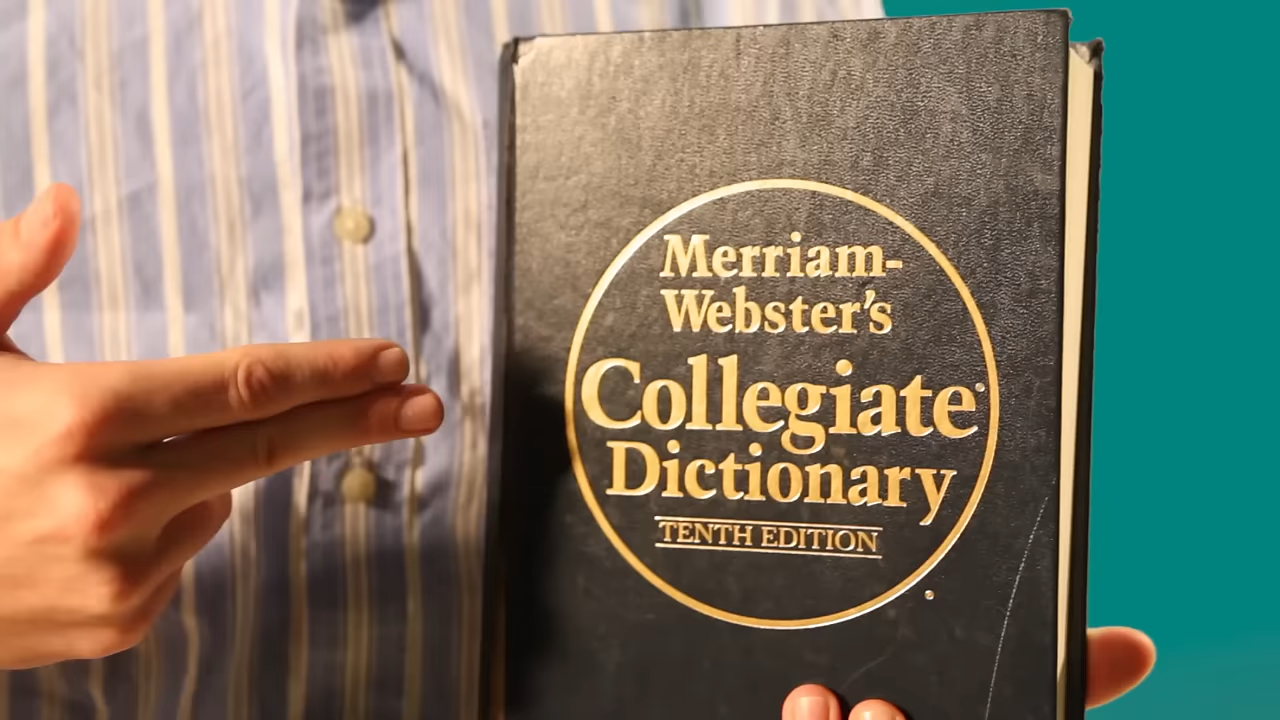 Merriam-
Webster's
Collegiate®
Dictionary
TENTH EDITION